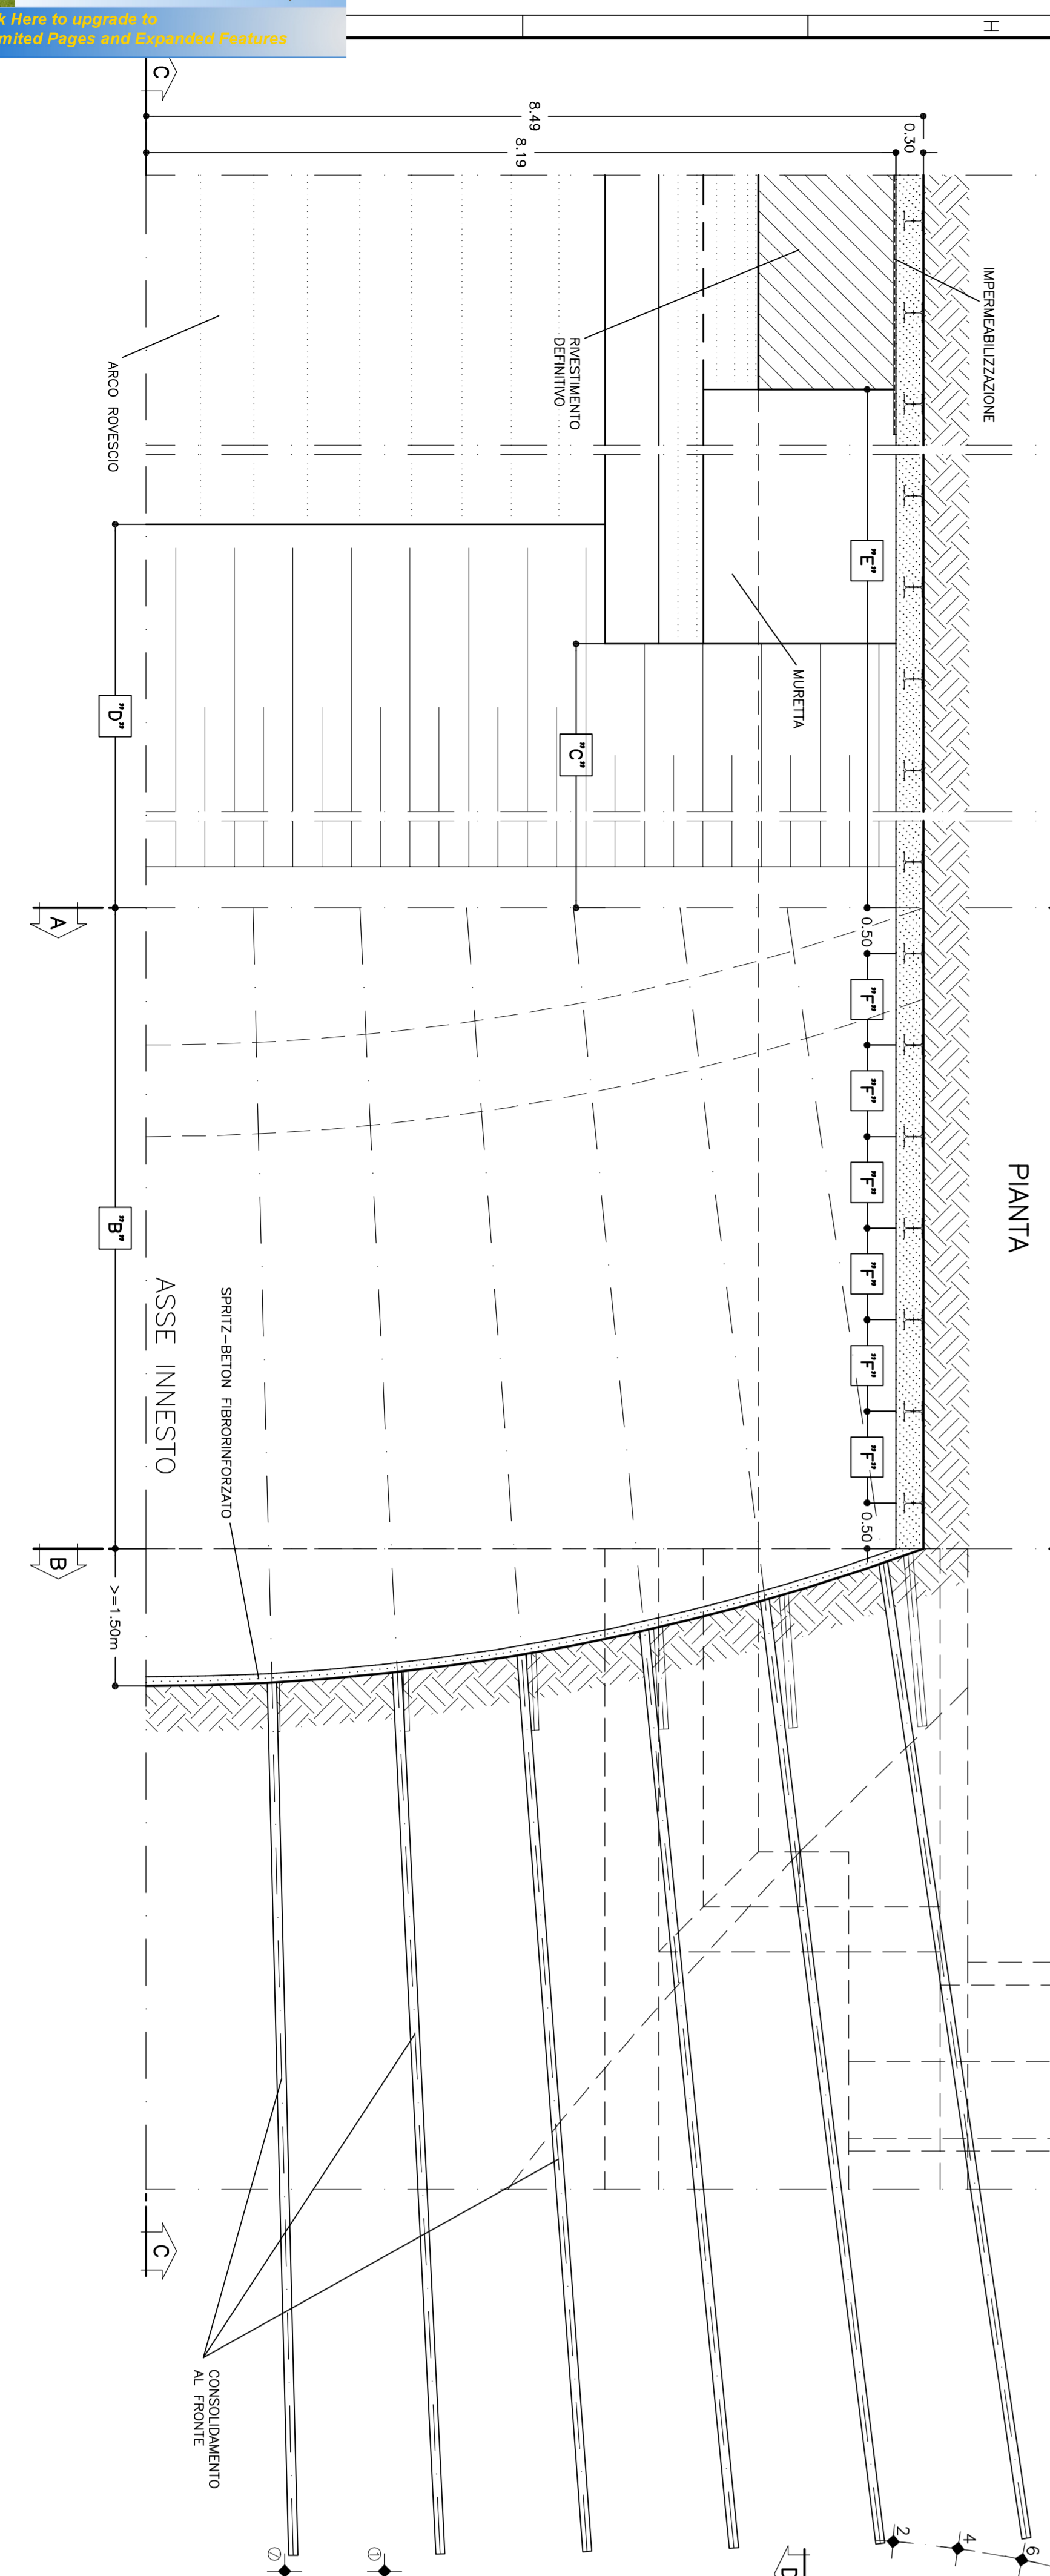 k Here to upgrade to
mited Pages and Expanded Features
H
C
8.49
8.19
0.30
IMPERMEABILIZZAZIONE
RIVESTIMENTO
DEFINITIVO
ARCO ROVESCIO
"E"
MURETTA
"D"
"C"
A
0.50
"F"
"F"
"F"
"F"
"F"
"F"
0.50
PIANTA
"B"
ASSE INNESTO
SPRITZ-BETON FIBRORINFORZATO
B
>=1.50m
C
CONSOLIDAMENTO
AL FRONTE
7
1
D
2
4
6